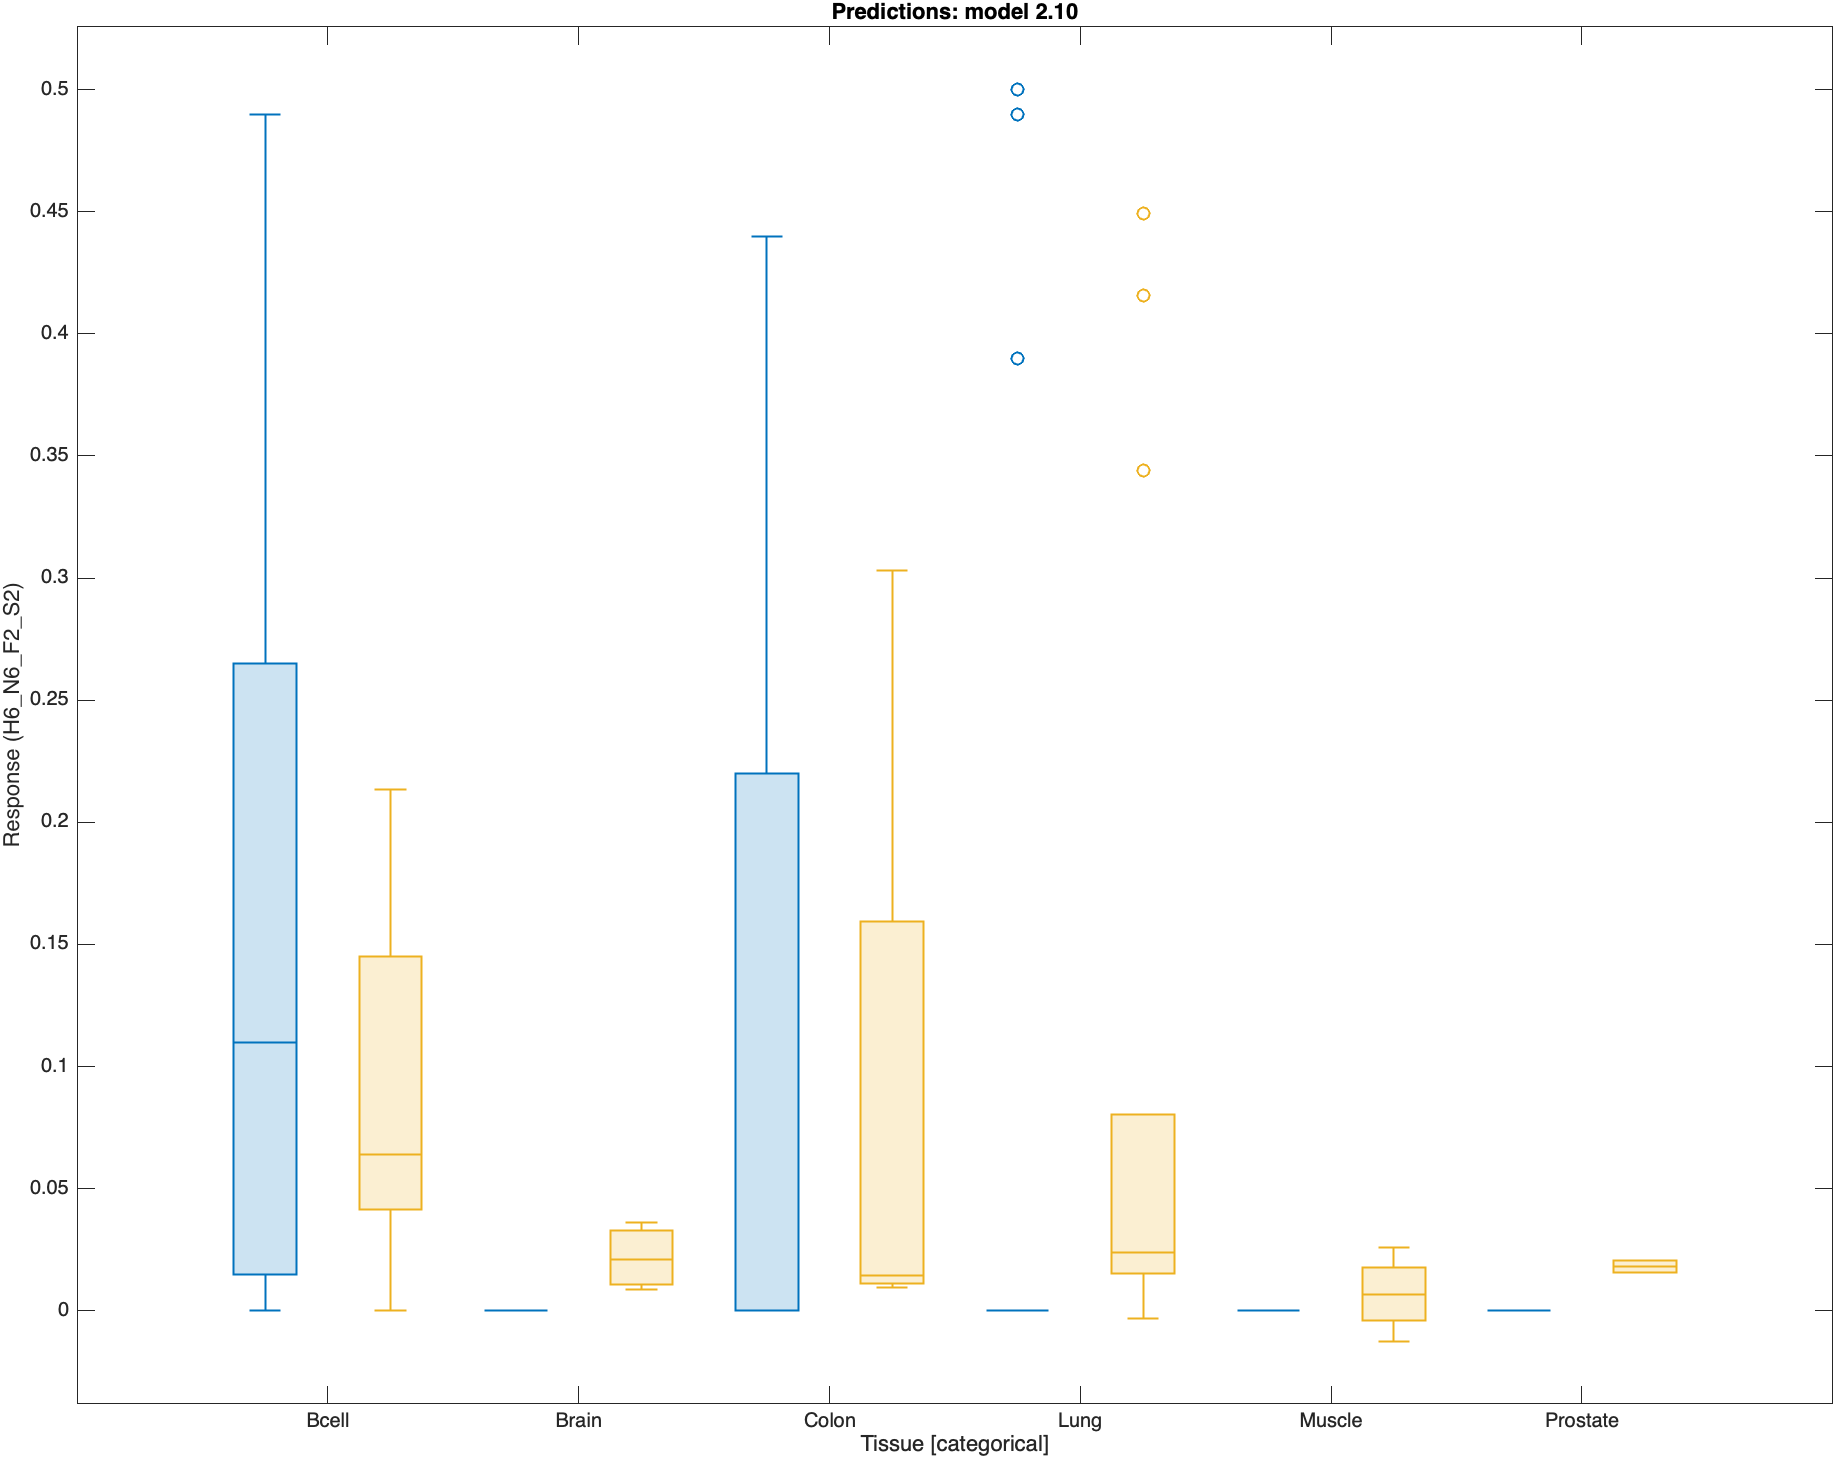 Predictions: model 2.10
Response (H6_N6_F2_S2)
0.5
0.45
0.4
0.35
0.3
0.25
0.2
0.15
0.1
0.05
0
Bcell Brain Colon Lung Muscle Prostate
Tissue [categorical]